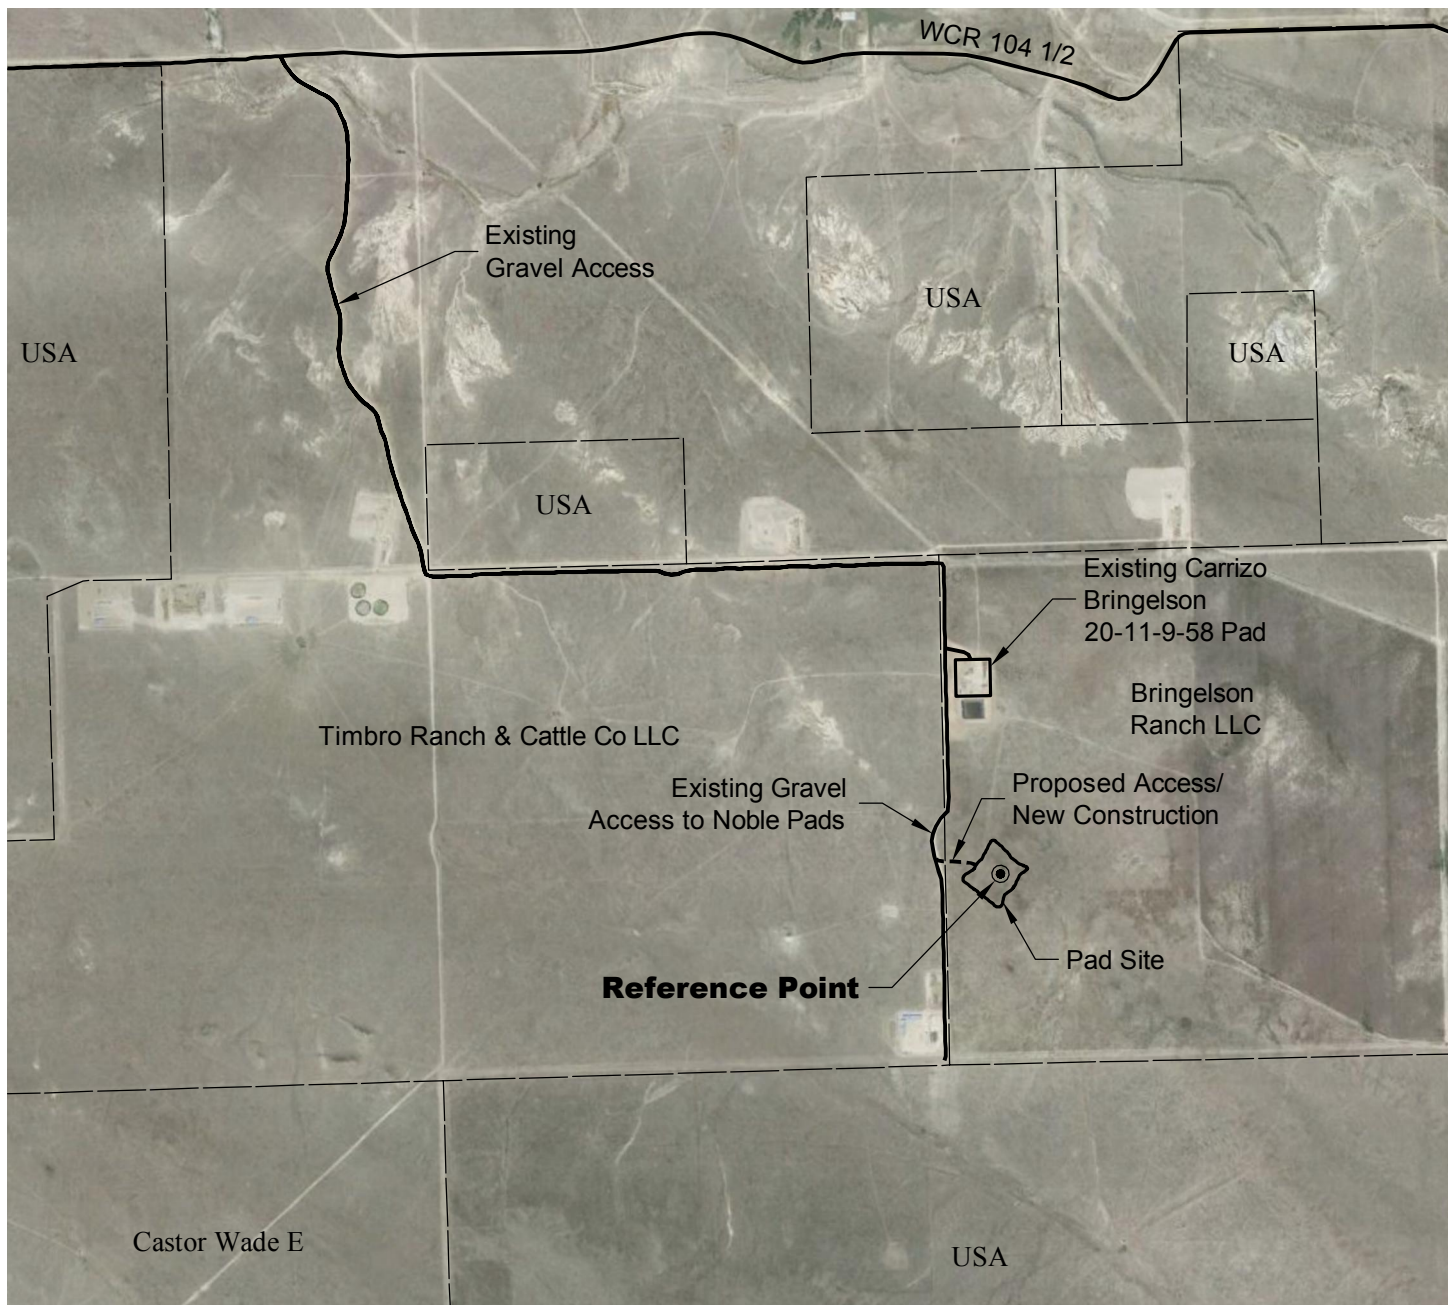 WCR 104 1/2
Existing
Gravel Access
USA
USA
USA
USA
Existing Carrizo
Bringelson
20-11-9-58 Pad
Bringelson
Ranch LLC
Timbro Ranch & Cattle Co LLC
Existing Gravel
Access to Noble Pads
Proposed Access/
New Construction
Pad Site
Reference Point
Castor Wade E
USA